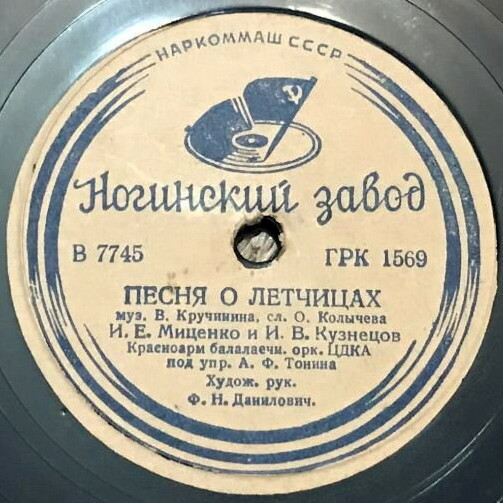 НАРКОММАШ СССР
Ногинский завод
В 7745 ГРК 1569
ПЕСНЯ О ЛЕТЧИЦАХ
муз. В. Кручинина, сл. О. Колычева
И. Е. Миценко и И. В. Кузнецов
Красноарм балалаечн. орк. ЦДКА
под упр. А. Ф. Тонина
Худож. рук.
Ф. Н. Данилович.